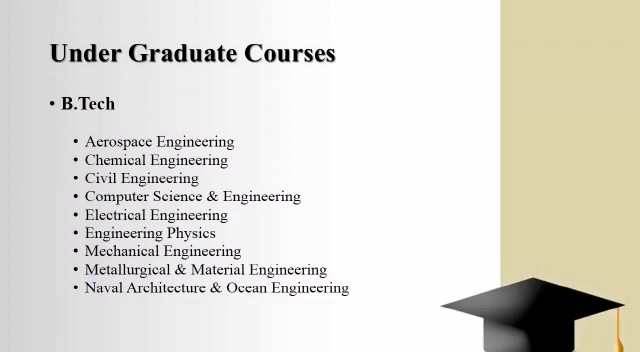 Under Graduate Courses
• B.Tech
• Aerospace Engineering
• Chemical Engineering
• Civil Engineering
• Computer Science & Engineering
• Electrical Engineering
• Engineering Physics
• Mechanical Engineering
• Metallurgical & Material Engineering
• Naval Architecture & Ocean Engineering